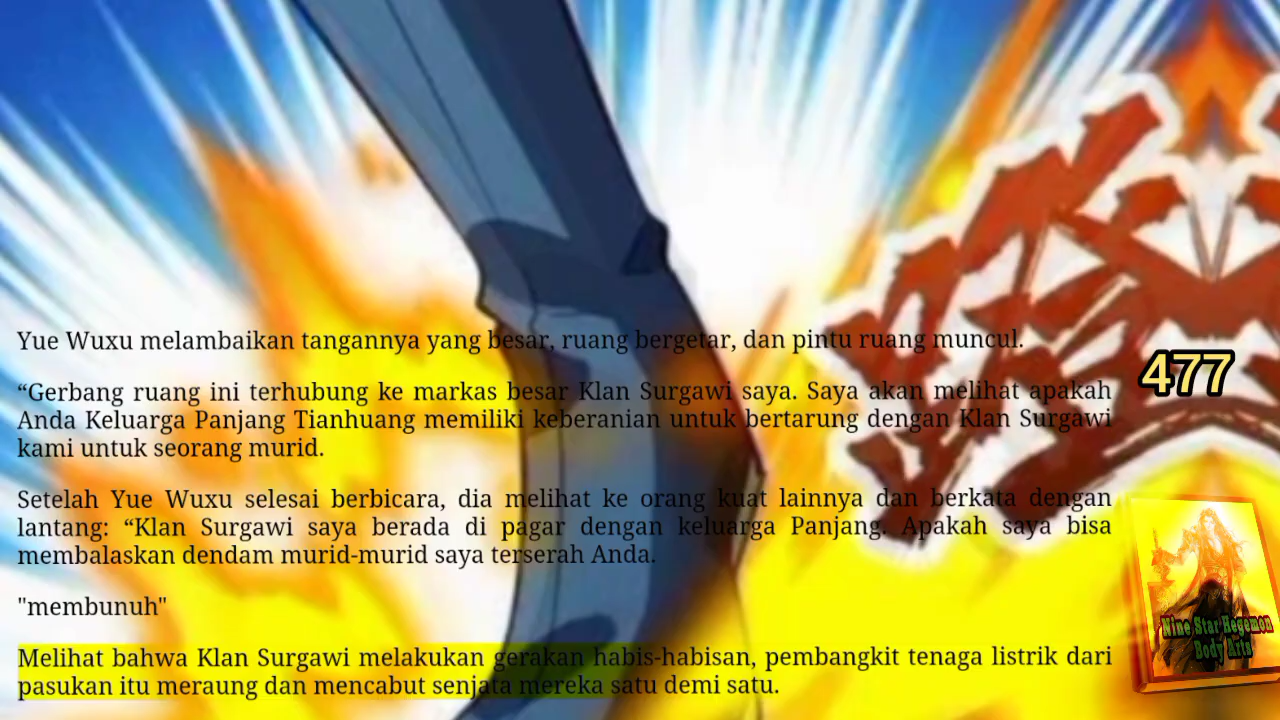 Yue Wuxu melambaikan tangannya yang besar, ruang bergetar, dan pintu ruang muncul.
“Gerbang ruang ini terhubung ke markas besar Klan Surgawi saya. Saya akan melihat apakah
Anda Keluarga Panjang Tianhuang memiliki keberanian untuk bertarung dengan Klan Surgawi
kami untuk seorang murid.
Setelah Yue Wuxu selesai berbicara, dia melihat ke orang kuat lainnya dan berkata dengan
lantang: “Klan Surgawi saya berada di pagar dengan keluarga Panjang. Apakah saya bisa
membalaskan dendam murid-murid saya terserah Anda.
"membunuh"
Melihat bahwa Klan Surgawi melakukan gerakan habis-habisan, pembangkit tenaga listrik dari
pasukan itu meraung dan mencabut senjata mereka satu demi satu.
477
Nine Star Hegemon
Body Arts